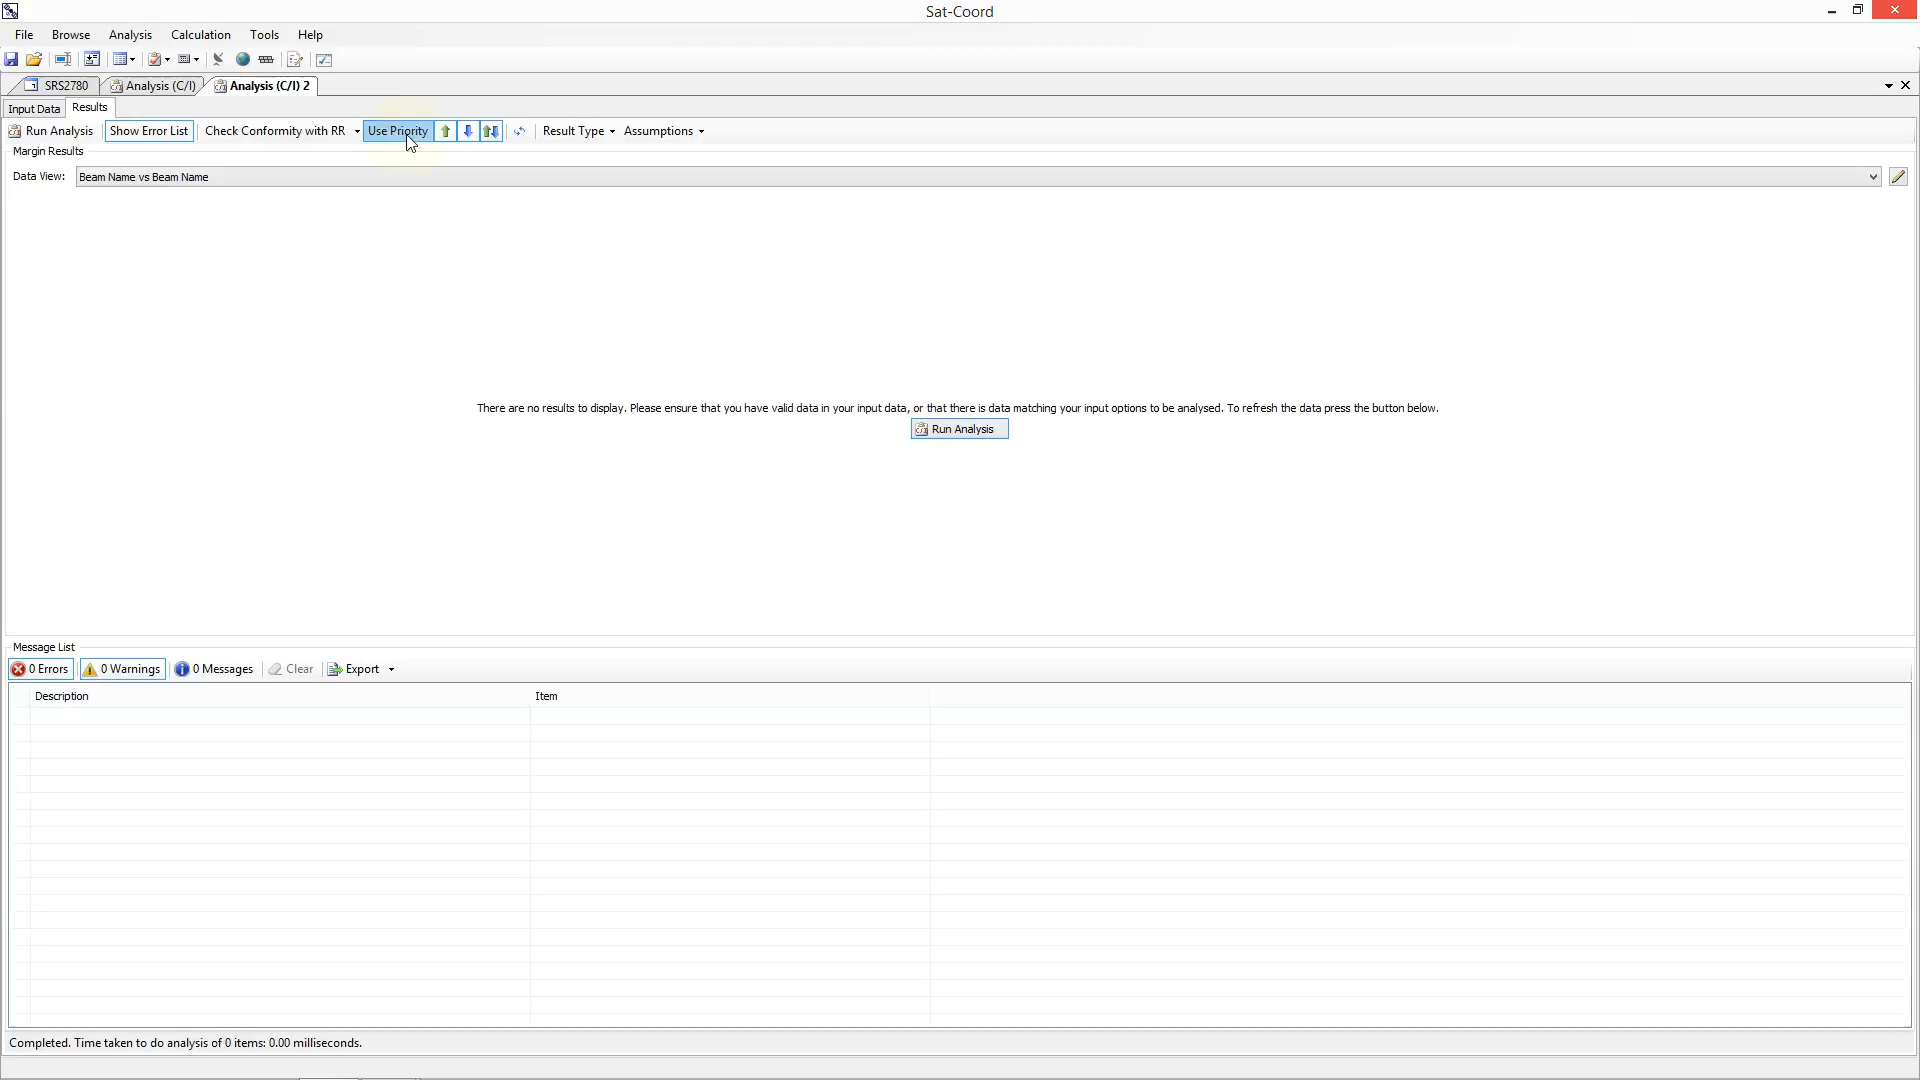 Sat-Coord
File Browse Analysis Calculation Tools Help
SRS2780 Analysis (C/I) Analysis (C/I) 2
Input Data Results
Run Analysis Show Error List Check Conformity with RR Use Priority Result Type Assumptions
Margin Results
Data View: Beam Name vs Beam Name
There are no results to display. Please ensure that you have valid data in your input data, or that there is data matching your input options to be analysed. To refresh the data press the button below.
Run Analysis
Message List
0 Errors 0 Warnings 0 Messages Clear Export
Description Item
Completed. Time taken to do analysis of 0 items: 0.00 milliseconds.